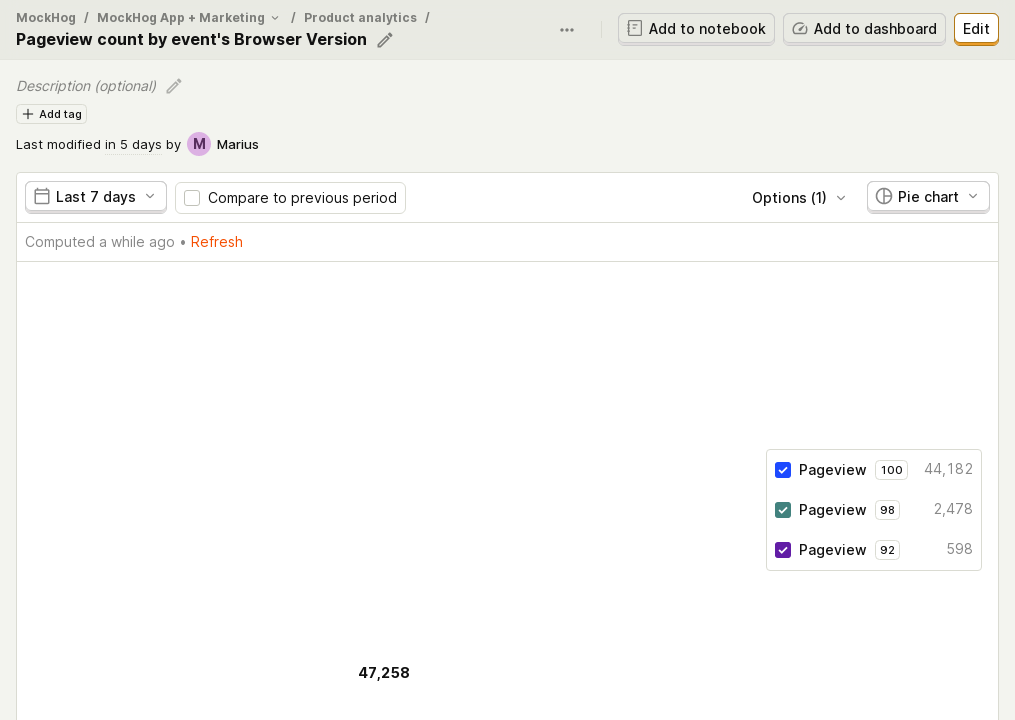 MockHog / MockHog App + Marketing / Product analytics /
Pageview count by event's Browser Version
Add to notebook
Add to dashboard
Edit
Description (optional)
Add tag
Last modified in 5 days by M Marius
Last 7 days
Compare to previous period
Options (1)
Pie chart
Computed a while ago • Refresh
Pageview 100 44,182
Pageview 98 2,478
Pageview 92 598
47,258